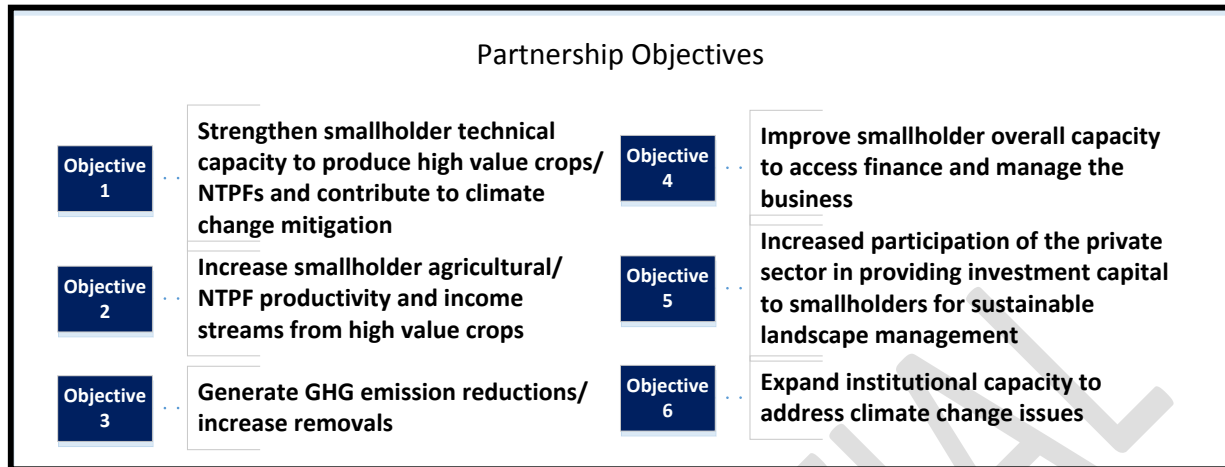 Partnership Objectives
Objective
1
Strengthen smallholder technical
capacity to produce high value crops/
NTPFs and contribute to climate
change mitigation
Objective
2
Increase smallholder agricultural/
NTPF productivity and income
streams from high value crops
Objective
3
Generate GHG emission reductions/
increase removals
Objective
4
Improve smallholder overall capacity
to access finance and manage the
business
Objective
5
Increased participation of the private
sector in providing investment capital
to smallholders for sustainable
landscape management
Objective
6
Expand institutional capacity to
address climate change issues